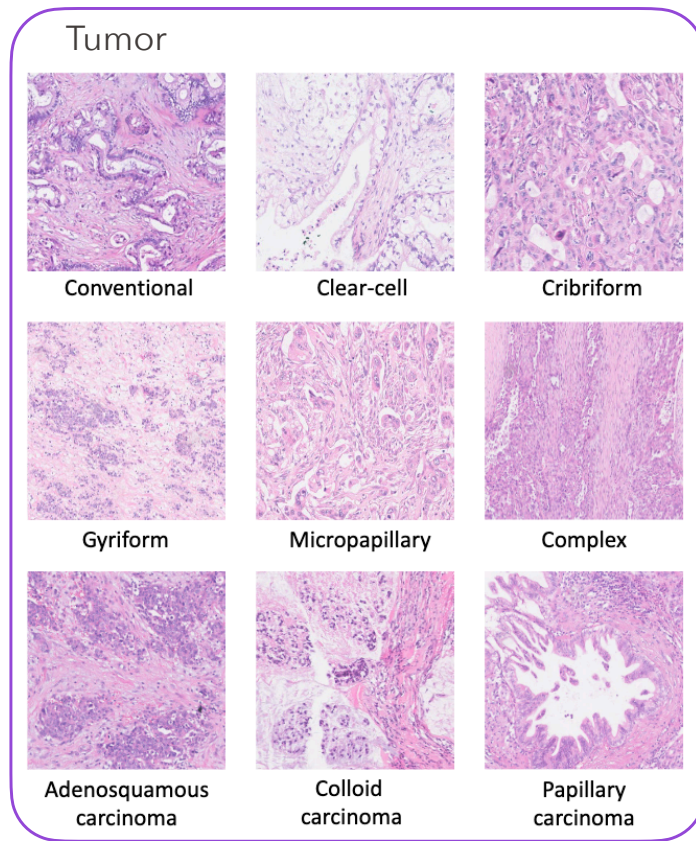 Tumor
Conventional
Clear-cell
Cribriform
Gyriform
Micropapillary
Complex
Adenosquamous
carcinoma
Colloid
carcinoma
Papillary
carcinoma